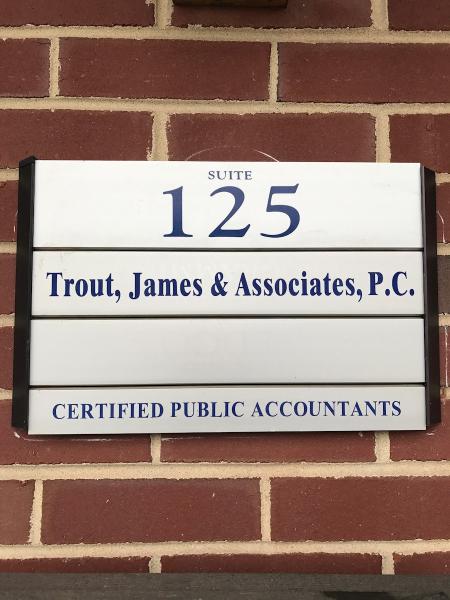 SUITE
125
Trout, James & Associates, P.C.
CERTIFIED PUBLIC ACCOUNTANTS